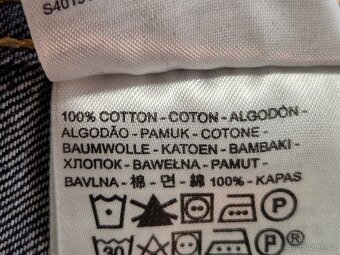 100% COTTON - COTON - ALGODÓN -
ALGODÃO - PAMUK - COTONE -
BAUMWOLLE - KATOEN - BAMBAKI -
ХЛОПОК - BAWEŁNA - PAMUT -
BAVLNA - 棉 - 면 - 綿 100% - KAPAS
P
30
P®